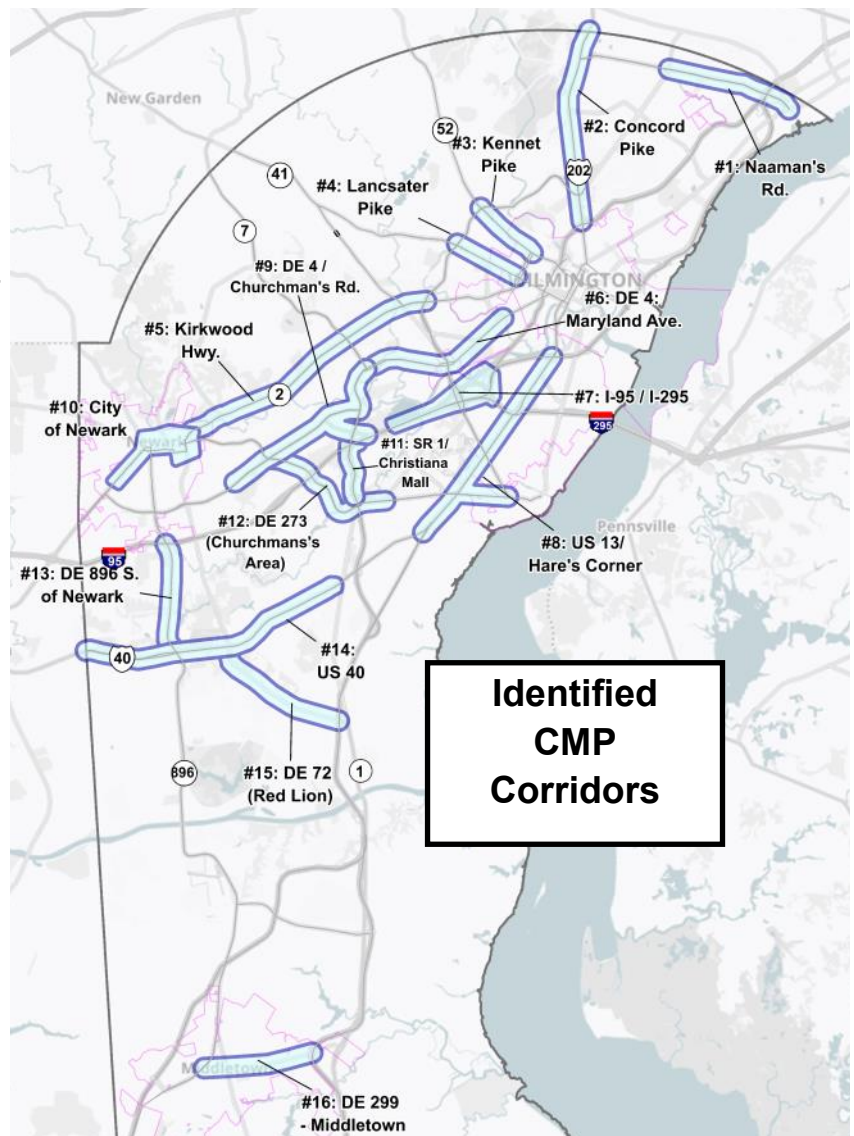 New Garden
52
#3: Kennet
Pike
#2: Concord
Pike
202
#1: Naaman's
Rd.
41
#4: Lancsater
Pike
7
#9: DE 4 /
Churchman's Rd.
WILMINGTON
#6: DE 4:
Maryland Ave.
#5: Kirkwood
Hwy.
2
#7: I-95 / I-295
295
#10: City
of Newark
Newark
#11: SR 1/
Christiana
Mall
#12: DE 273
(Churchmans's
Area)
#8: US 13/
Hare's Corner
Pennsville
95
#13: DE 896 S.
of Newark
40
#14:
US 40
Identified
CMP
Corridors
896
#15: DE 72
(Red Lion)
1
Middletown
#16: DE 299
- Middletown